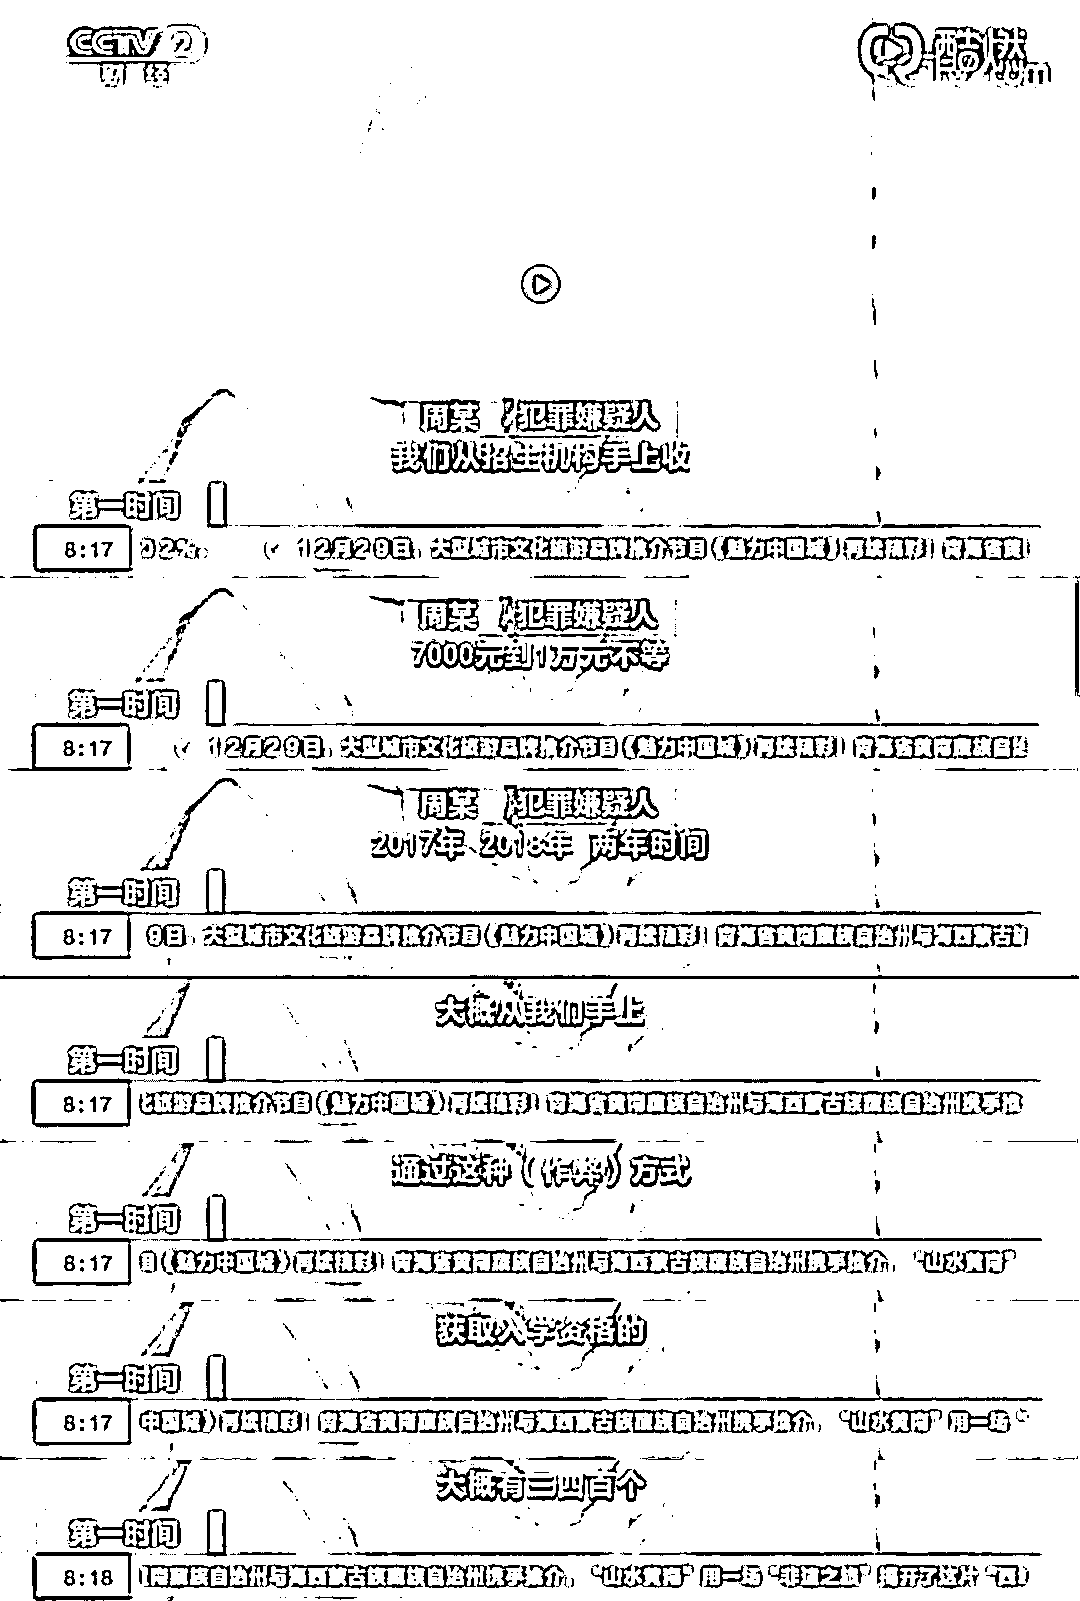 CCTV 2
财经
酷燃
周某 犯罪嫌疑人
我们从招生机构手上收
第一时间
8:17 12月29日，大型城市文化旅游品牌推介节目《魅力中国城》再续精彩！青海省黄
周某 犯罪嫌疑人
7000元到1万元不等
第一时间
8:17 12月29日，大型城市文化旅游品牌推介节目《魅力中国城》再续精彩！青海省黄南藏族自治
周某 犯罪嫌疑人
2017年 2018年 两年时间
第一时间
8:17 9日，大型城市文化旅游品牌推介节目《魅力中国城》再续精彩！青海省黄南藏族自治州与海西蒙古
大概从我们手上
第一时间
8:17 化旅游品牌推介节目《魅力中国城》再续精彩！青海省黄南藏族自治州与海西蒙古族藏族自治州携手推
通过这种（作弊）方式
第一时间
8:17 目《魅力中国城》再续精彩！青海省黄南藏族自治州与海西蒙古族藏族自治州携手推介。“山水黄南”
获取入学资格的
第一时间
8:17 中国城》再续精彩！青海省黄南藏族自治州与海西蒙古族藏族自治州携手推介。“山水黄南”用一场“
大概有三四百个
第一时间
8:18 南藏族自治州与海西蒙古族藏族自治州携手推介。“山水黄南”用一场“非遗之旅”揭开了这片“西